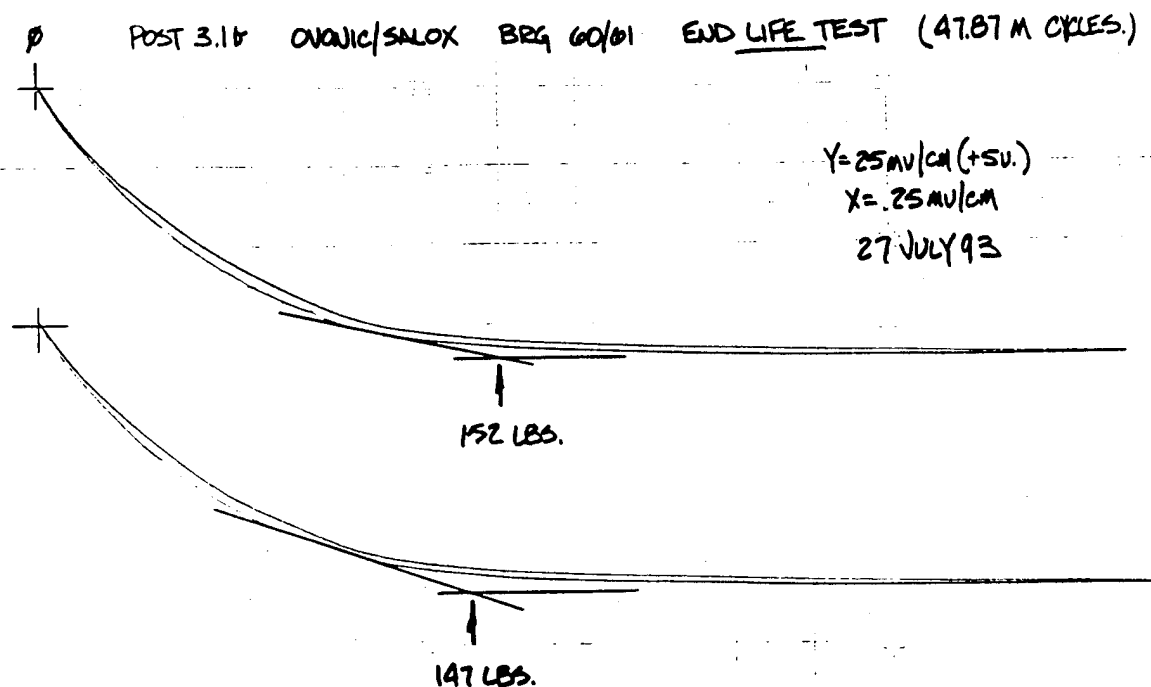 Ø POST 3.1b OVONIC/SALOX BRG 60/61 END LIFE TEST (47.87 M CYCLES.)
Y=25mv/cm (+5v.)
X=.25mv/cm
27 JULY 93
152 LBS.
147 LBS.